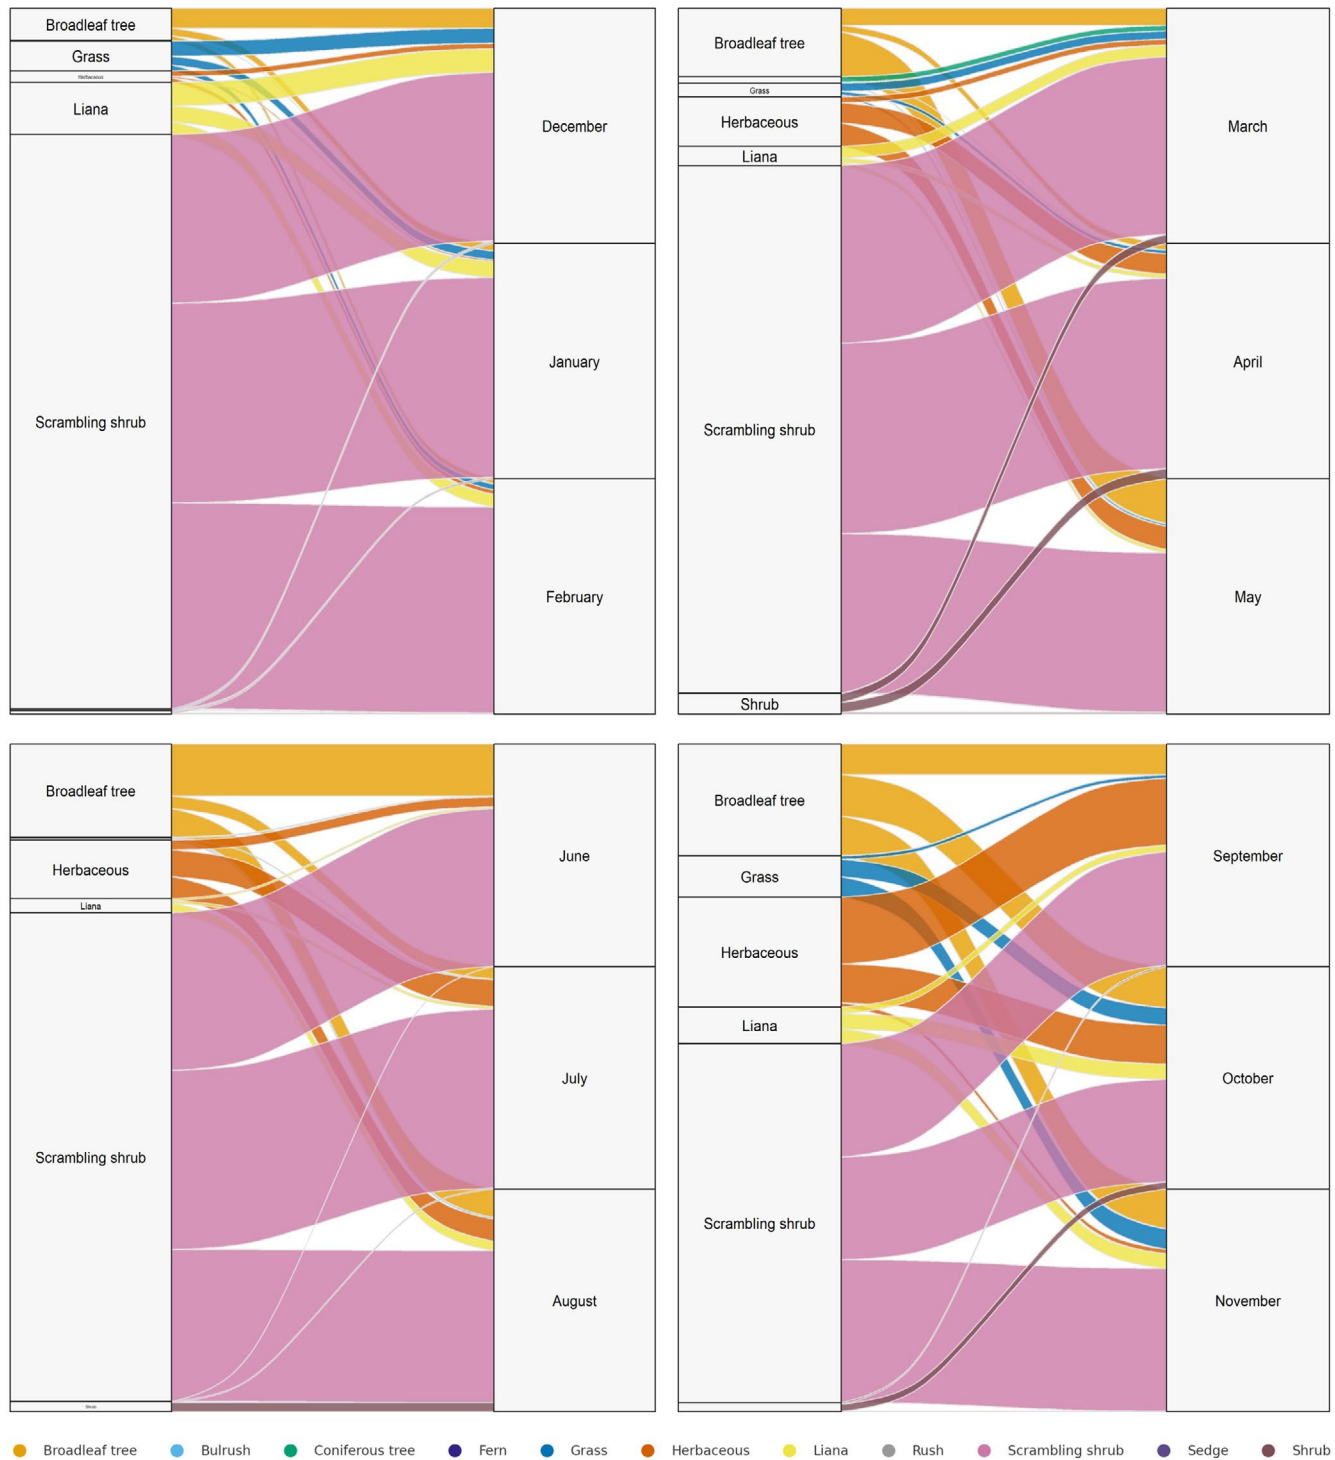 Broadleaf tree
Grass
Herbaceous
Liana
Scrambling shrub
December
January
February
Broadleaf tree
Grass
Herbaceous
Liana
Scrambling shrub
Shrub
March
April
May
Broadleaf tree
Herbaceous
Liana
Scrambling shrub
Shrub
June
July
August
Broadleaf tree
Grass
Herbaceous
Liana
Scrambling shrub
September
October
November
Broadleaf tree Bulrush Coniferous tree Fern Grass Herbaceous Liana Rush Scrambling shrub Sedge Shrub